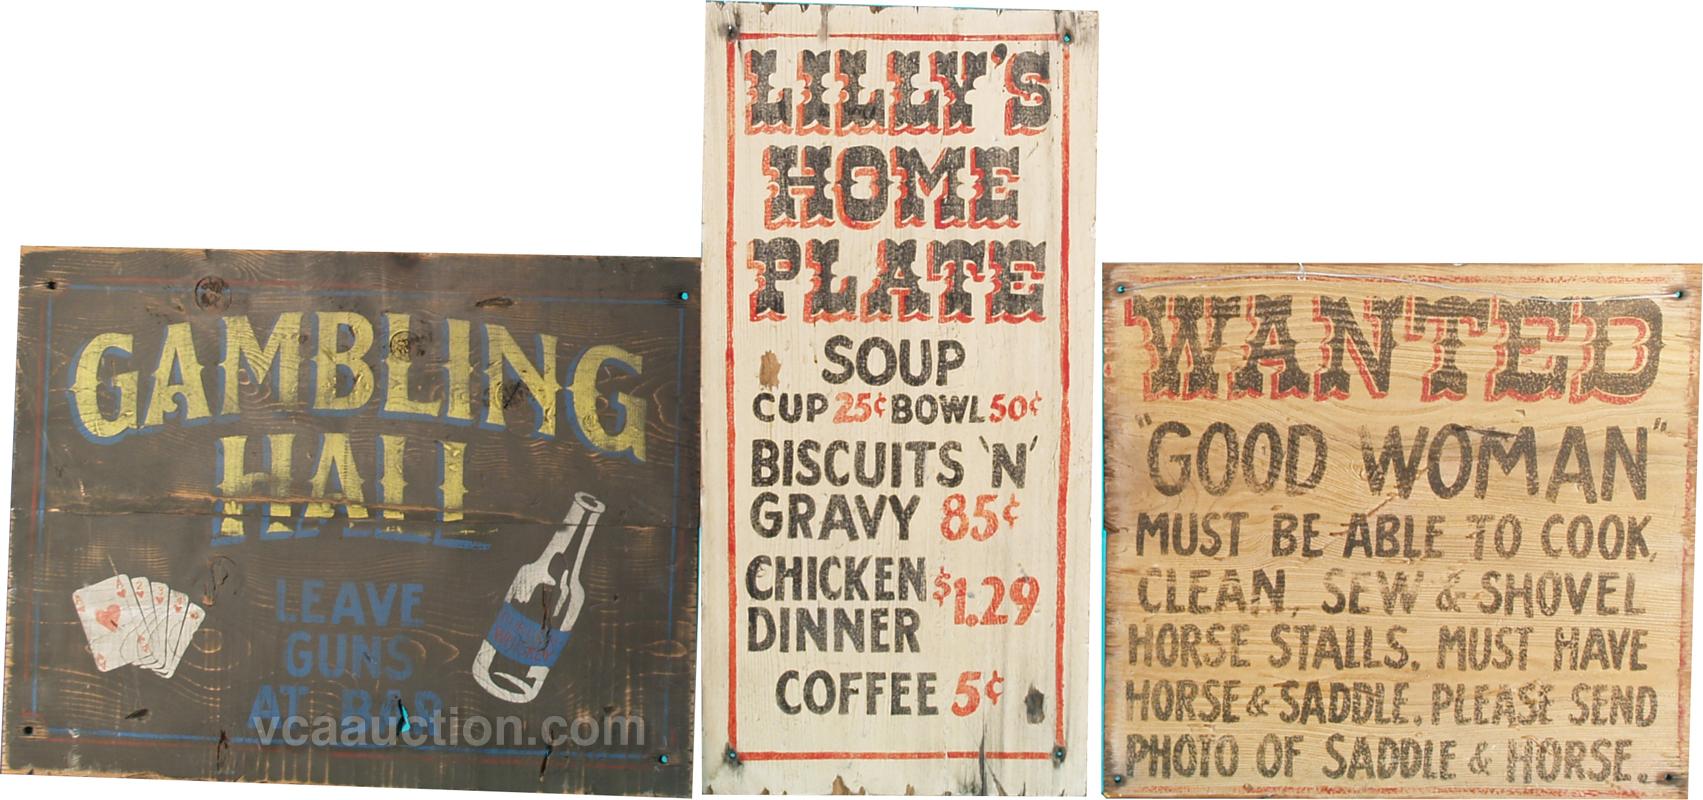 GAMBLING
HALL
LEAVE
GUNS
AT BAR
vcaauction.com
LILLY'S
HOME
PLATE
SOUP
CUP 25¢ BOWL 50¢
BISCUITS 'N'
GRAVY 85¢
CHICKEN
DINNER $1.29
COFFEE 5¢
WANTED
"GOOD WOMAN"
MUST BE ABLE TO COOK,
CLEAN, SEW & SHOVEL
HORSE STALLS. MUST HAVE
HORSE & SADDLE. PLEASE SEND
PHOTO OF SADDLE & HORSE.